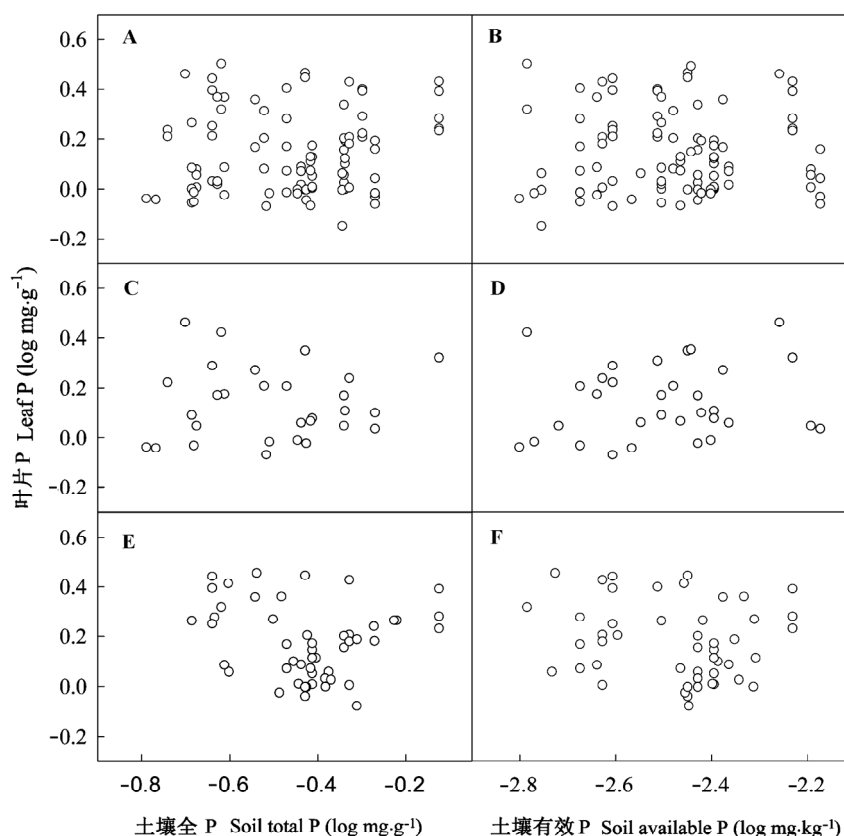 A
B
0.6
0.4
0.2
0.0
−0.2
C
D
0.6
0.4
0.2
0.0
−0.2
E
F
0.6
0.4
0.2
0.0
−0.2
叶片 P Leaf P (log mg·g⁻¹)
−0.8 −0.6 −0.4 −0.2
−2.8 −2.6 −2.4 −2.2
土壤全 P Soil total P (log mg·g⁻¹)
土壤有效 P Soil available P (log mg·kg⁻¹)